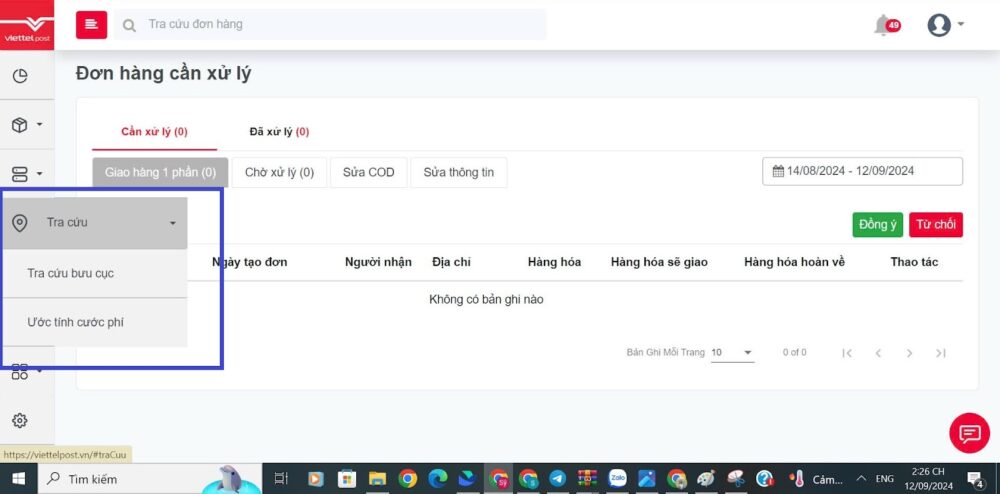 viettel post
Tra cứu đơn hàng
49
Đơn hàng cần xử lý
Cần xử lý (0)
Đã xử lý (0)
Giao hàng 1 phần (0)
Chờ xử lý (0)
Sửa COD
Sửa thông tin
14/08/2024 - 12/09/2024
Tra cứu
Đồng ý
Từ chối
Ngày tạo đơn
Người nhận
Địa chỉ
Hàng hóa
Hàng hóa sẽ giao
Hàng hóa hoàn về
Thao tác
Tra cứu bưu cục
Không có bản ghi nào
Ước tính cước phí
Bản Ghi Mỗi Trang
10
0 of 0
https://viettelpost.vn/#traCuu
Tìm kiếm
Zalo
Cảm...
ENG
2:26 CH
12/09/2024
4